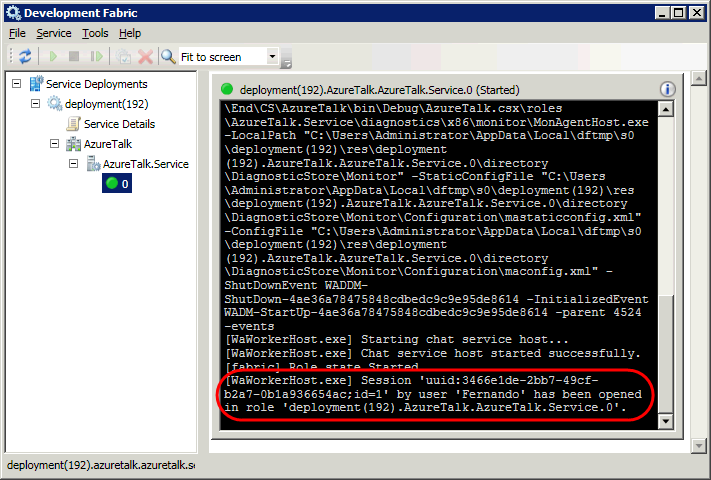 Development Fabric
File Service Tools Help
Fit to screen
Service Deployments
deployment(192)
Service Details
AzureTalk
AzureTalk.Service
0
deployment(192).AzureTalk.AzureTalk.Service.0 (Started)
\End\CS\AzureTalk\bin\Debug\AzureTalk.csx\roles
\AzureTalk.Service\diagnostics\x86\monitor\MonAgentHost.exe
-LocalPath "C:\Users\Administrator\AppData\Local\dftmp\s0
\deployment(192)\res\deployment
(192).AzureTalk.AzureTalk.Service.0\directory
\DiagnosticStore\Monitor" -StaticConfigFile "C:\Users
\Administrator\AppData\Local\dftmp\s0\deployment(192)\res
\deployment(192).AzureTalk.AzureTalk.Service.0\directory
\DiagnosticStore\Monitor\Configuration\mastaticconfig.xml"
-ConfigFile "C:\Users\Administrator\AppData\Local\dftmp\s0
\deployment(192)\res\deployment
(192).AzureTalk.AzureTalk.Service.0\directory
\DiagnosticStore\Monitor\Configuration\maconfig.xml" -
ShutDownEvent WADDM-
ShutDown-4ae36a78475848cdbedc9c9e95de8614 -InitializedEvent
WADM-StartUp-4ae36a78475848cdbedc9c9e95de8614 -parent 4524
-events
[WaWorkerHost.exe] Starting chat service host...
[WaWorkerHost.exe] Chat service host started successfully.
[fabric] Role state Started
[WaWorkerHost.exe] Session 'uuid:3466e1de-2bb7-49cf-
b2a7-0b1a936654ac;id=1' by user 'Fernando' has been opened
in role 'deployment(192).AzureTalk.AzureTalk.Service.0'.
deployment(192).azuretalk.azuretalk.se